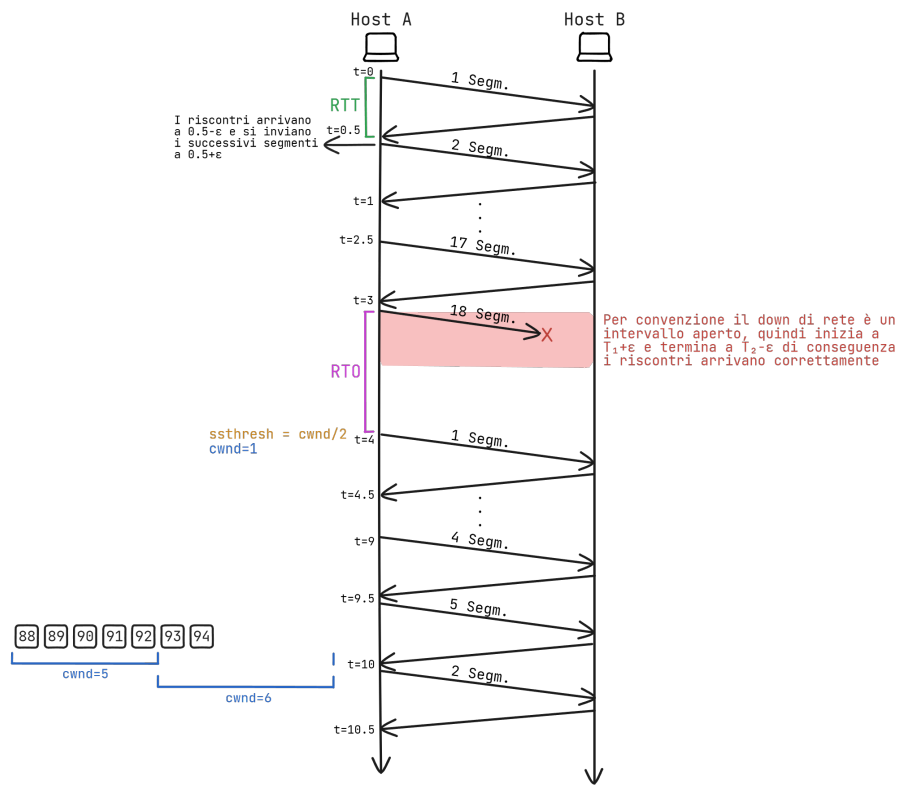 Host A
Host B
t=0
1 Segm.
RTT
I riscontri arrivano
a 0.5-ε e si inviano
i successivi segmenti
a 0.5+ε
t=0.5
2 Segm.
t=1
t=2.5
17 Segm.
t=3
18 Segm.
X
Per convenzione il down di rete è un
intervallo aperto, quindi inizia a
T₁+ε e termina a T₂-ε di conseguenza
i riscontri arrivano correttamente
RTO
ssthresh = cwnd/2
cwnd=1
t=4
1 Segm.
t=4.5
t=9
4 Segm.
t=9.5
5 Segm.
88 89 90 91 92 93 94
cwnd=5
cwnd=6
t=10
2 Segm.
t=10.5